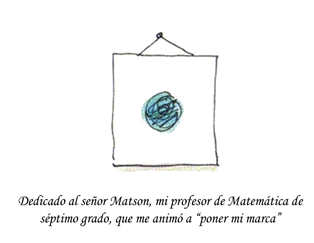 Dedicado al señor Matson, mi profesor de Matemática de
séptimo grado, que me animó a “poner mi marca”